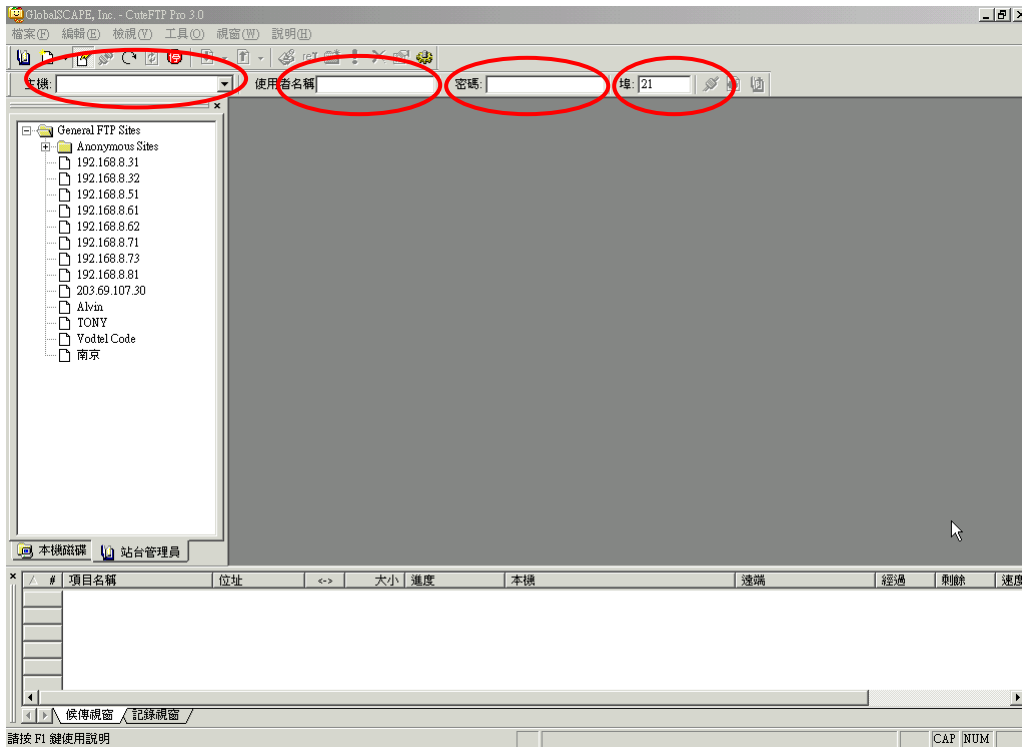 GlobalSCAPE, Inc. - CuteFTP Pro 3.0
檔案(F) 編輯(E) 檢視(V) 工具(O) 視窗(W) 説明(H)
主機: 使用者名稱 密碼: 埠: 21
General FTP Sites
Anonymous Sites
192.168.8.31
192.168.8.32
192.168.8.51
192.168.8.61
192.168.8.62
192.168.8.71
192.168.8.73
192.168.8.81
203.69.107.30
Alvin
TONY
Vodtel Code
南京
本機磁碟 站台管理員
# 項目名稱 位址 <-> 大小 進度 本機 遠端 經過 剩餘 速度
候傳視窗 記錄視窗
請按 F1 鍵使用説明 CAP NUM